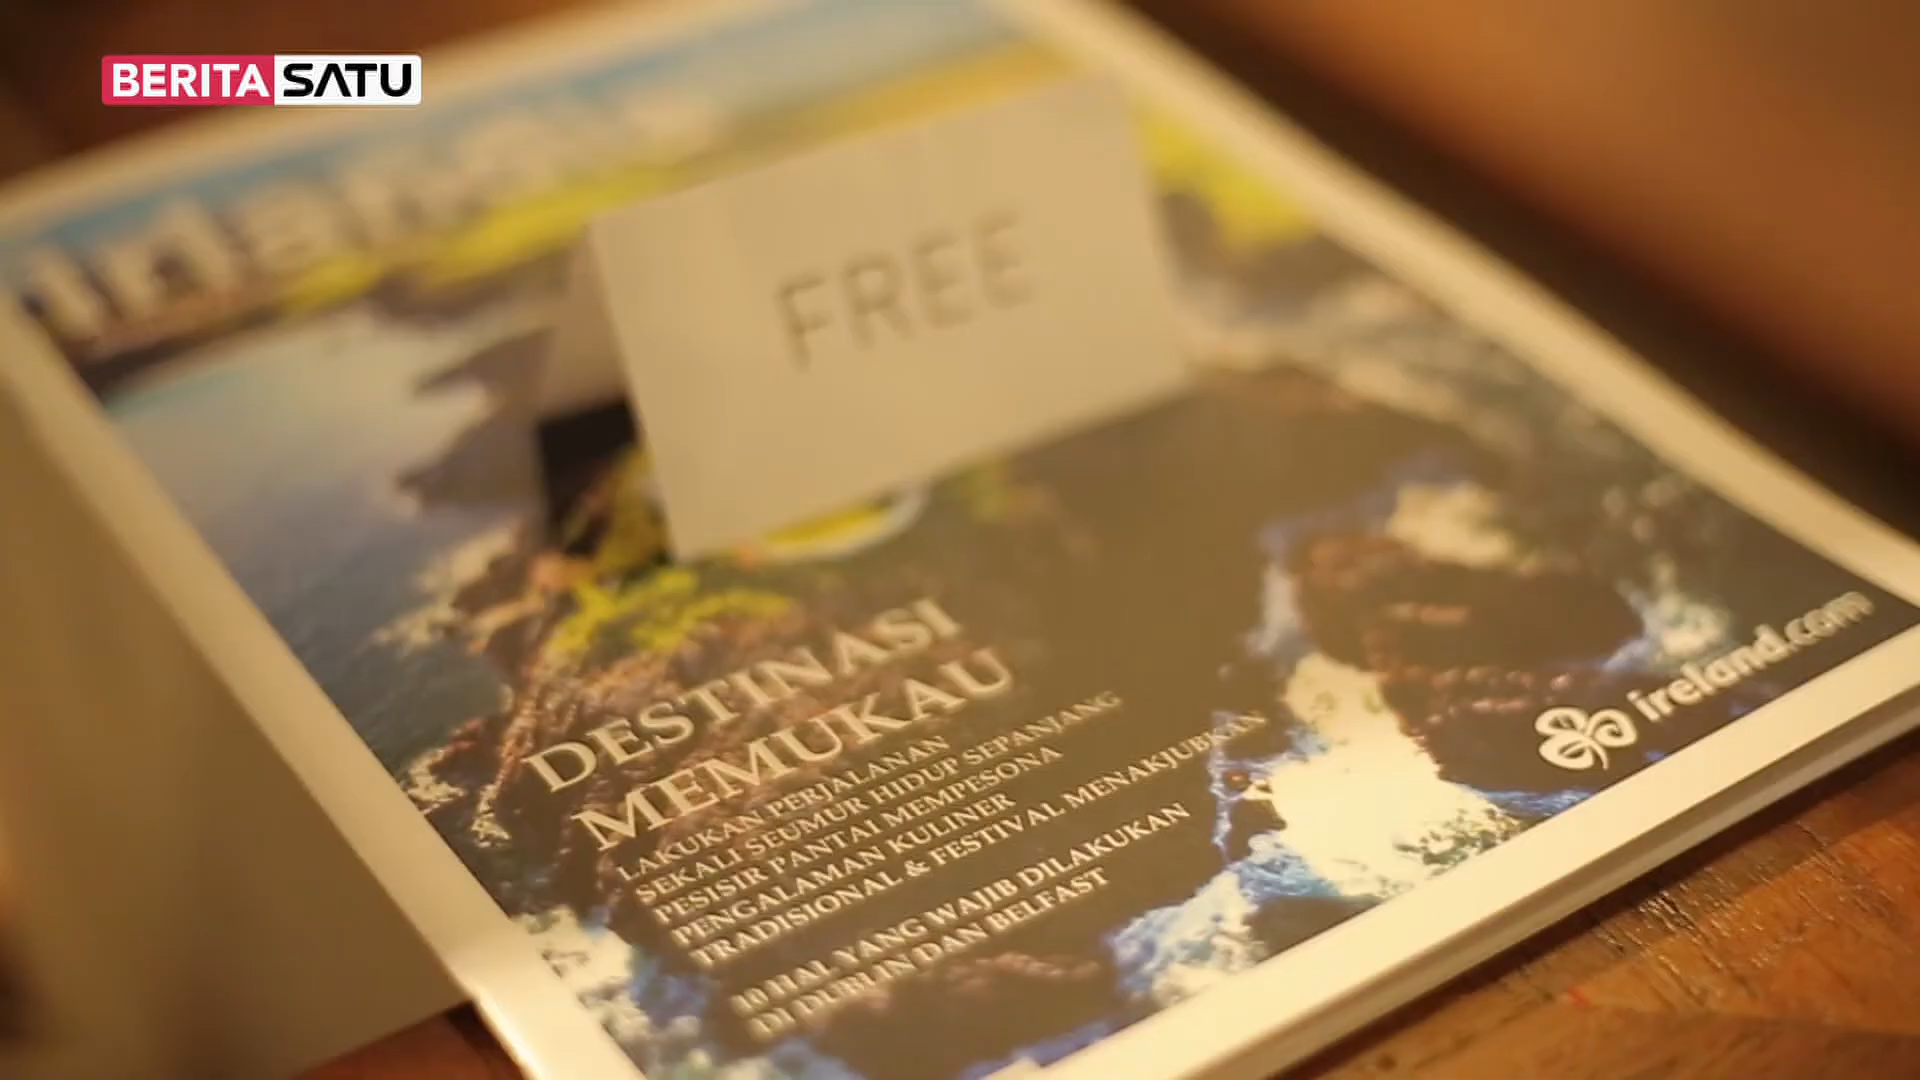 BERITA SATU
FREE
DESTINASI
MEMUKAU
LAKUKAN PERJALANAN
SEKALI SEUMUR HIDUP SEPANJANG
PESISIR PANTAI MEMPESONA
PENGALAMAN KULINER
TRADISIONAL & FESTIVAL MENAKJUBKAN
10 HAL YANG WAJIB DILAKUKAN
DI DUBLIN DAN BELFAST
ireland.com